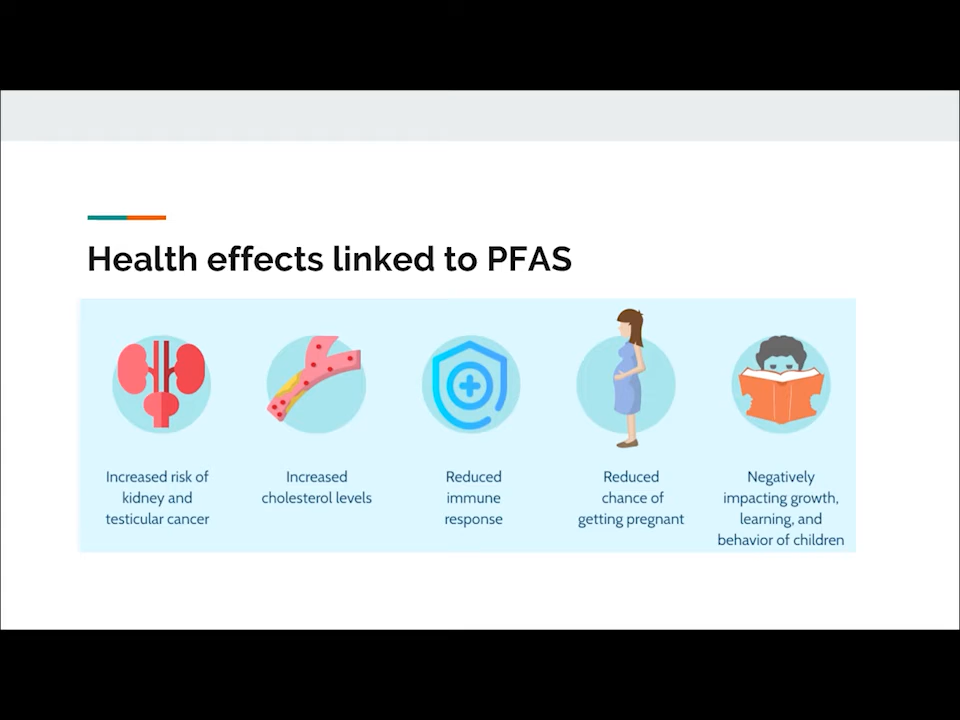 Health effects linked to PFAS
Increased risk of
kidney and
testicular cancer
Increased
cholesterol levels
Reduced
immune
response
Reduced
chance of
getting pregnant
Negatively
impacting growth,
learning, and
behavior of children